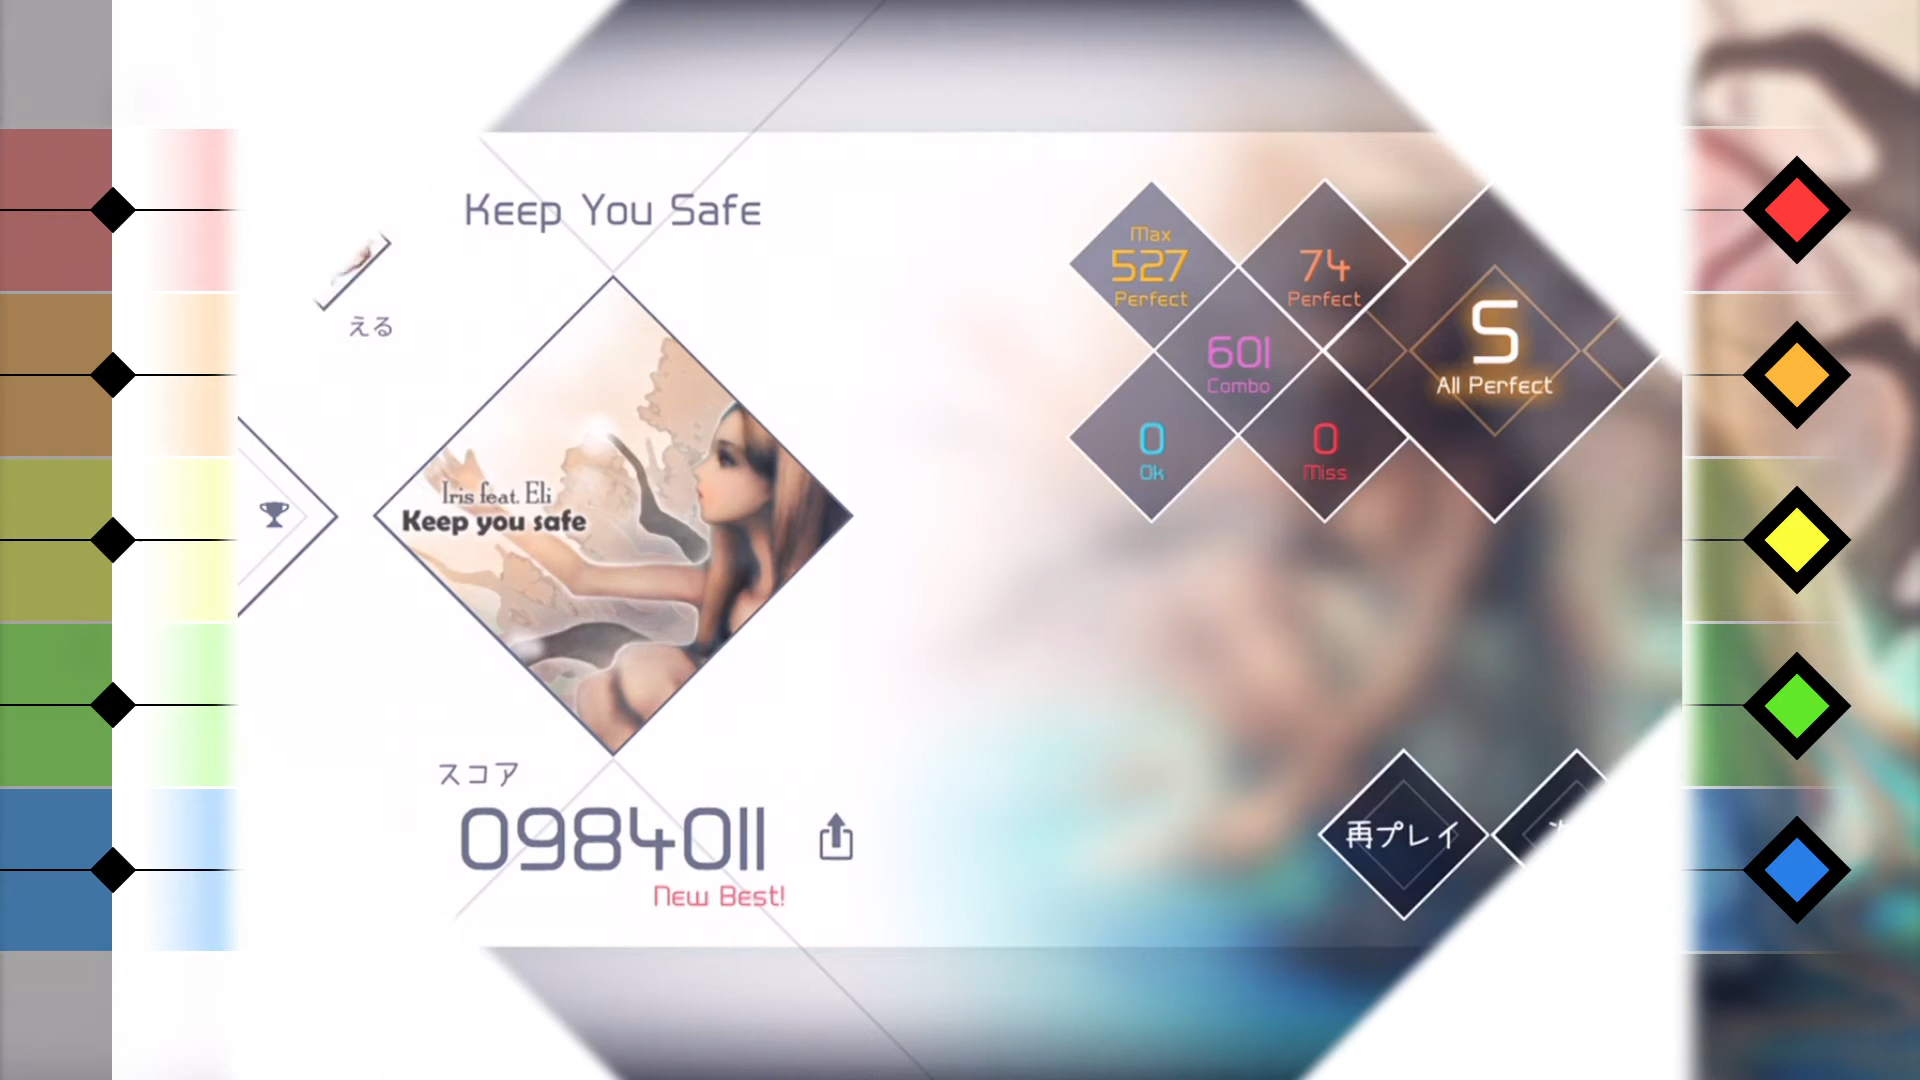 Keep You Safe
える
Iris feat. Eli
Keep you safe
スコア
0984011
New Best!
Max
527
Perfect
74
Perfect
601
Combo
0
Ok
0
Miss
S
All Perfect
再プレイ